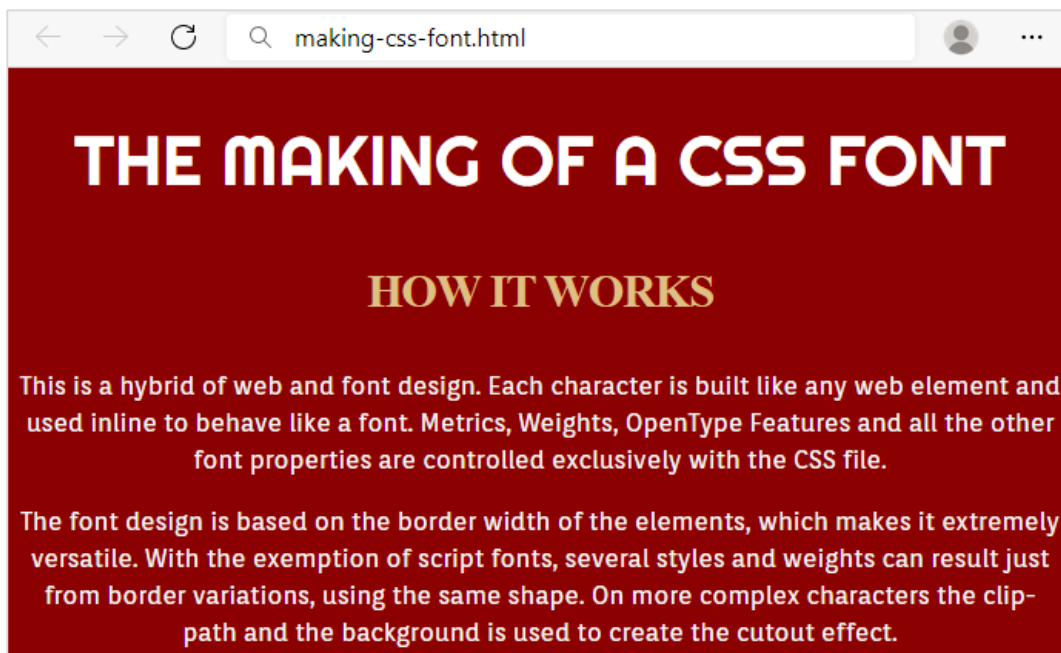 making-css-font.html
THE MAKING OF A CSS FONT
HOW IT WORKS
This is a hybrid of web and font design. Each character is built like any web element and
used inline to behave like a font. Metrics, Weights, OpenType Features and all the other
font properties are controlled exclusively with the CSS file.
The font design is based on the border width of the elements, which makes it extremely
versatile. With the exemption of script fonts, several styles and weights can result just
from border variations, using the same shape. On more complex characters the clip-
path and the background is used to create the cutout effect.